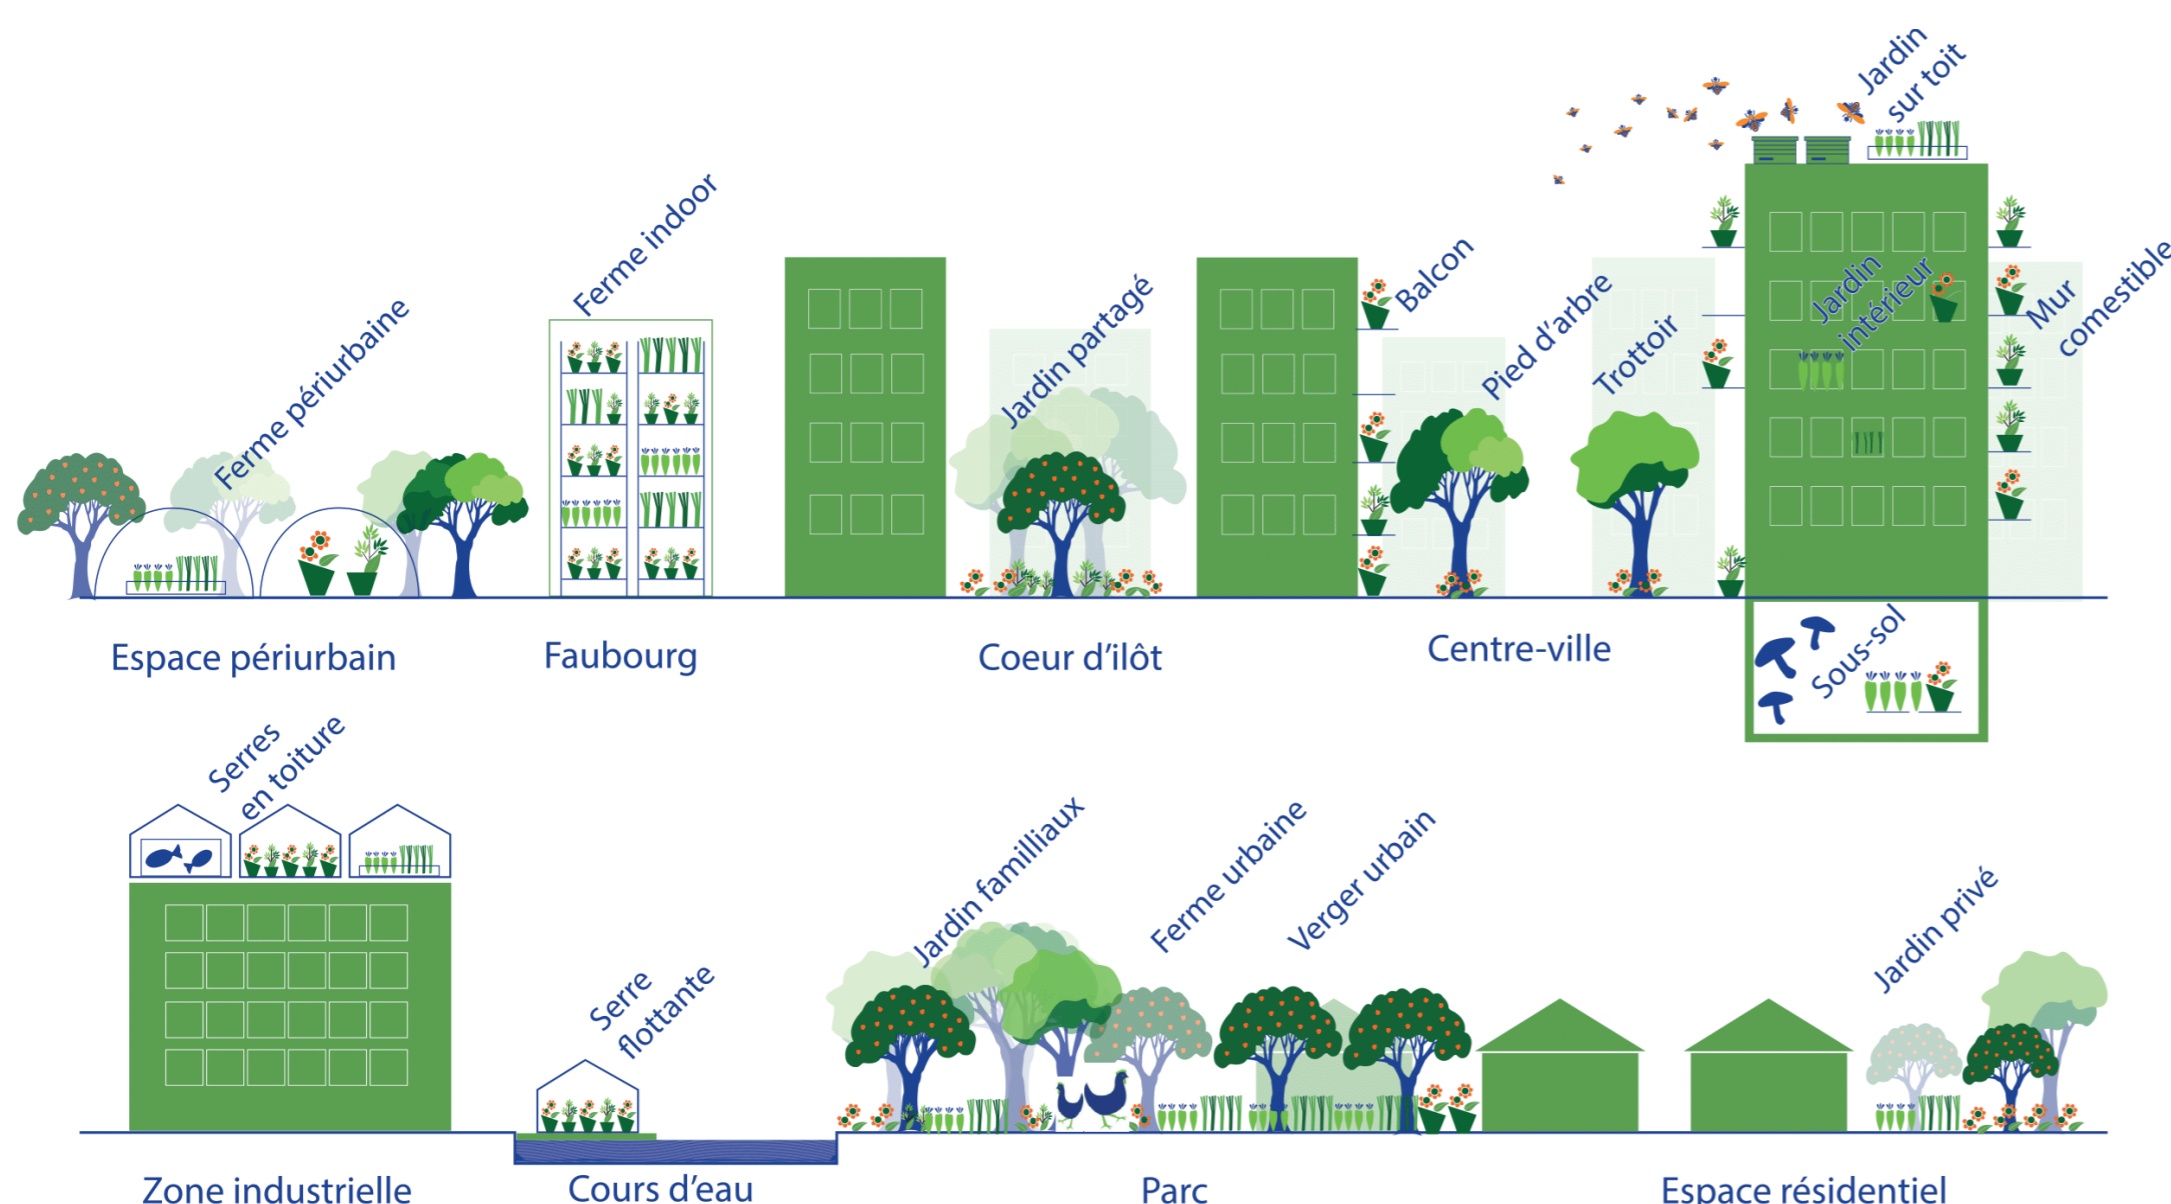 Jardin
sur toit
Ferme indoor
Ferme périurbaine
Jardin partagé
Balcon
Pied d'arbre
Trottoir
Jardin
intérieur
Mur
comestible
Espace périurbain
Faubourg
Coeur d'ilôt
Centre-ville
Sous-sol
Serres
en toiture
Serre
flottante
Jardin familliaux
Ferme urbaine
Verger urbain
Jardin privé
Zone industrielle
Cours d'eau
Parc
Espace résidentiel